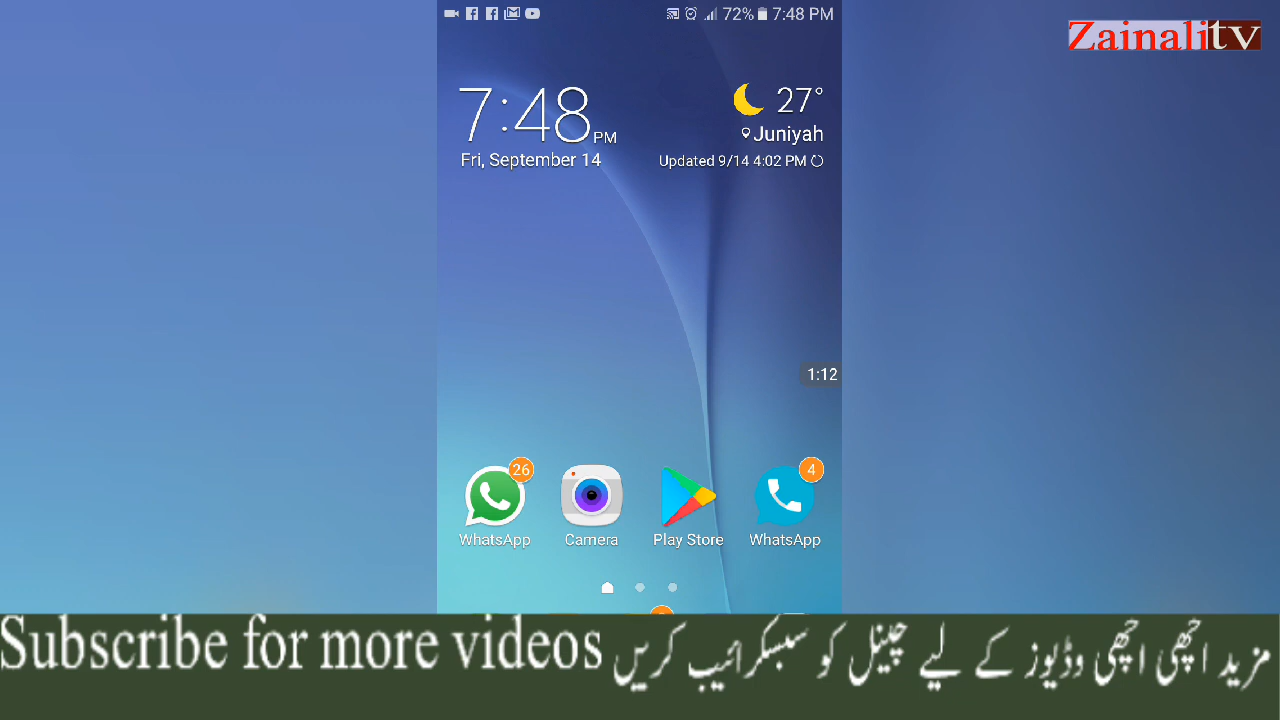 72% 7:48 PM
Zainalitv
7:48 PM
27°
Juniyah
Fri, September 14
Updated 9/14 4:02 PM
1:12
26
4
WhatsApp Camera Play Store WhatsApp
Subscribe for more videos مزید اچھی اچھی وڈیوز کے لیے چینل کو سبسکرائیب کریں